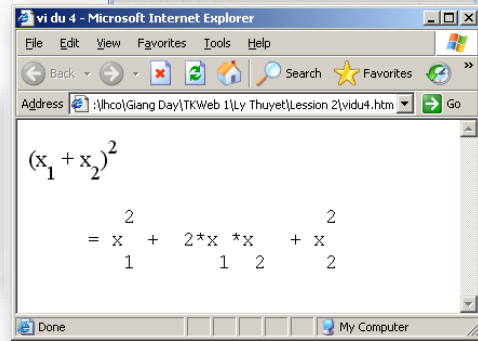 vi du 4 - Microsoft Internet Explorer
File Edit View Favorites Tools Help
Back Search Favorites »
Address :\lhco\Giang Day\TKWeb 1\Ly Thuyet\Lession 2\vidu4.htm Go
(x₁ + x₂)²
2 2
= x + 2*x *x + x
1 1 2 2
Done My Computer